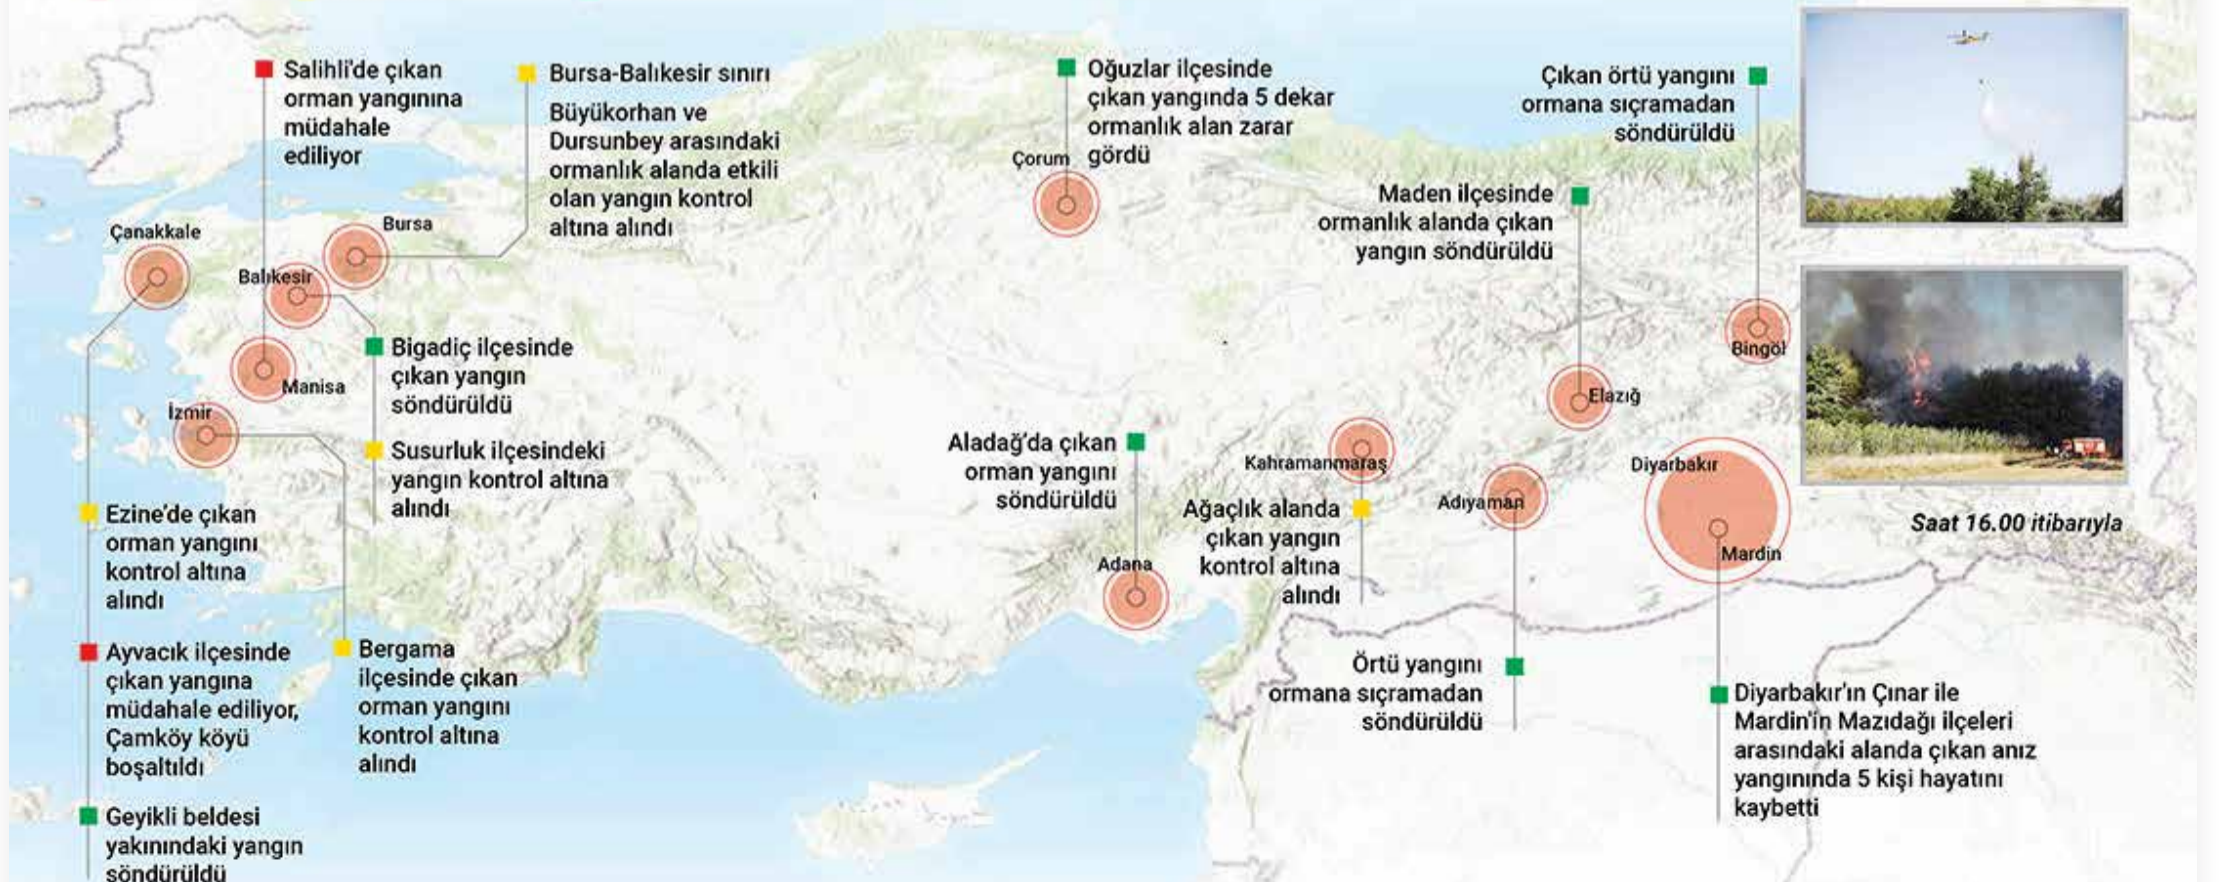 Salihli'de çıkan
orman yangınına
müdahale
ediliyor
Bursa-Balıkesir sınırı
Büyükorhan ve
Dursunbey arasındaki
ormanlık alanda etkili
olan yangın kontrol
altına alındı
Oğuzlar ilçesinde
çıkan yangında 5 dekar
ormanlık alan zarar
gördü
Çorum
Çıkan örtü yangını
ormana sıçramadan
söndürüldü
Maden ilçesinde
ormanlık alanda çıkan
yangın söndürüldü
Çanakkale
Bursa
Balıkesir
Manisa
İzmir
Bigadiç ilçesinde
çıkan yangın
söndürüldü
Susurluk ilçesindeki
yangın kontrol altına
alındı
Bingöl
Elazığ
Aladağ'da çıkan
orman yangını
söndürüldü
Adana
Kahramanmaraş
Ağaçlık alanda
çıkan yangın
kontrol altına
alındı
Adıyaman
Diyarbakır
Mardin
Saat 16.00 itibarıyla
Ezine'de çıkan
orman yangını
kontrol altına
alındı
Ayvacık ilçesinde
çıkan yangına
müdahale ediliyor,
Çamköy köyü
boşaltıldı
Geyikli beldesi
yakınındaki yangın
söndürüldü
Bergama
ilçesinde çıkan
orman yangını
kontrol altına
alındı
Örtü yangını
ormana sıçramadan
söndürüldü
Diyarbakır'ın Çınar ile
Mardin'in Mazıdağı ilçeleri
arasındaki alanda çıkan anız
yangınında 5 kişi hayatını
kaybetti